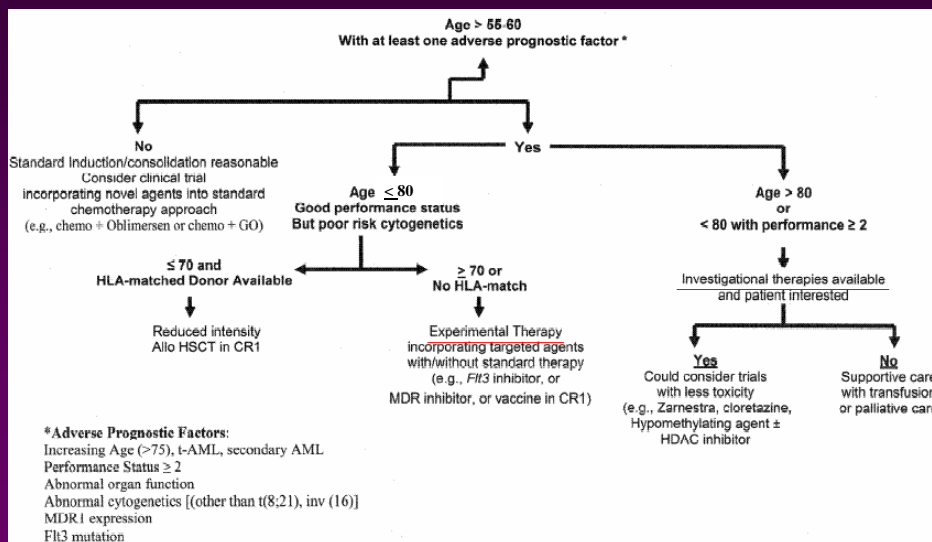 Age > 55-60
With at least one adverse prognostic factor *
No
Standard Induction/consolidation reasonable
Consider clinical trial
incorporating novel agents into standard
chemotherapy approach
(e.g., chemo + Oblimersen or chemo + GO)
Yes
Age ≤80
Good performance status
But poor risk cytogenetics
Age > 80
or
< 80 with performance ≥ 2
≤ 70 and
HLA-matched Donor Available
≥ 70 or
No HLA-match
Investigational therapies available
and patient interested
Reduced intensity
Allo HSCT in CR1
Experimental Therapy
incorporating targeted agents
with/without standard therapy
(e.g., Flt3 inhibitor, or
MDR inhibitor, or vaccine in CR1)
Yes
Could consider trials
with less toxicity
(e.g., Zarnestra, cloretazine,
Hypomethylating agent ±
HDAC inhibitor
No
Supportive care
with transfusion
or palliative care
*Adverse Prognostic Factors:
Increasing Age (>75), t-AML, secondary AML
Performance Status ≥ 2
Abnormal organ function
Abnormal cytogenetics [(other than t(8;21), inv (16)]
MDR1 expression
Flt3 mutation